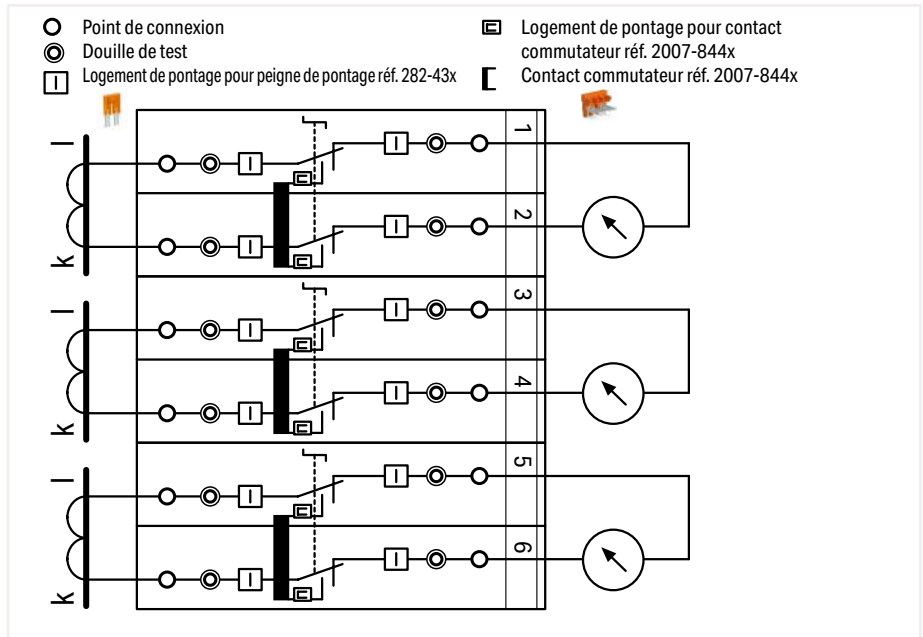 Point de connexion
Douille de test
Logement de pontage pour peigne de pontage réf. 282-43x
Logement de pontage pour contact
commutateur réf. 2007-844x
Contact commutateur réf. 2007-844x
l
k
l
k
l
k
1
2
3
4
5
6